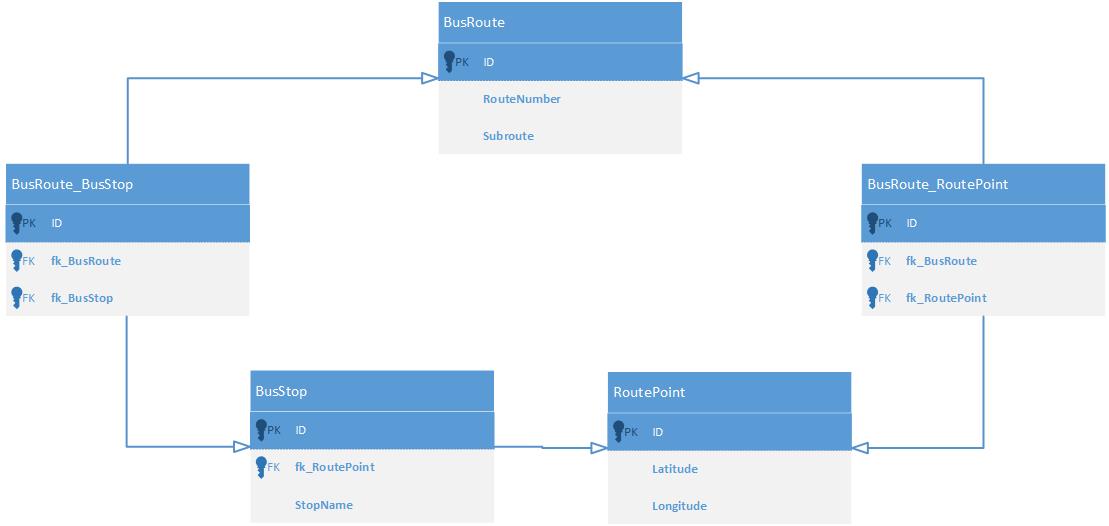 BusRoute
PK ID
RouteNumber
Subroute
BusRoute_BusStop
PK ID
FK fk_BusRoute
FK fk_BusStop
BusRoute_RoutePoint
PK ID
FK fk_BusRoute
FK fk_RoutePoint
BusStop
PK ID
FK fk_RoutePoint
StopName
RoutePoint
PK ID
Latitude
Longitude